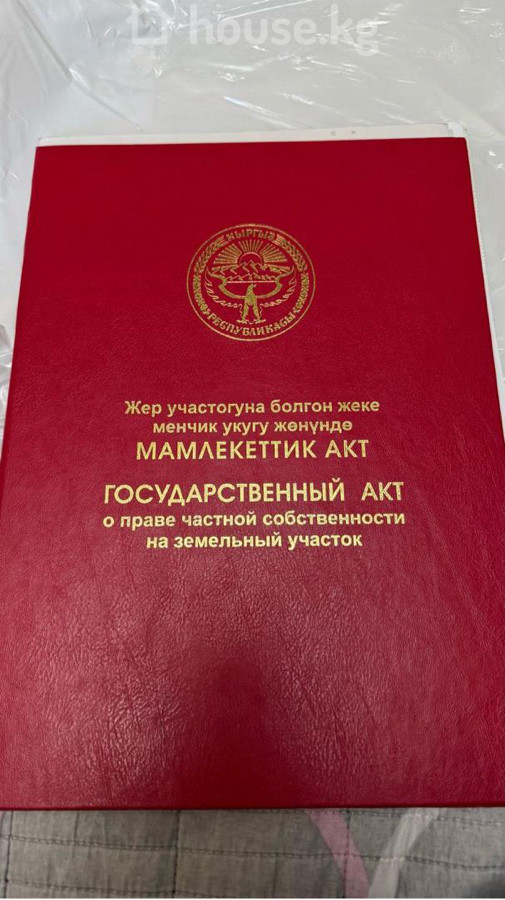 house.kg
КЫРГЫЗ
РЕСПУБЛИКАСЫ
Жер участогуна болгон жеке
менчик укугу жөнүндө
МАМЛЕКЕТТИК АКТ
ГОСУДАРСТВЕННЫЙ АКТ
о праве частной собственности
на земельный участок